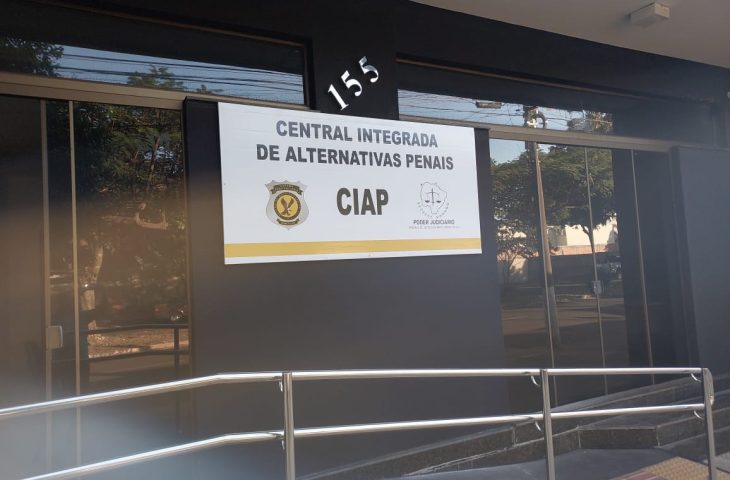 155
CENTRAL INTEGRADA
DE ALTERNATIVAS PENAIS
CIAP
PODER JUDICIÁRIO